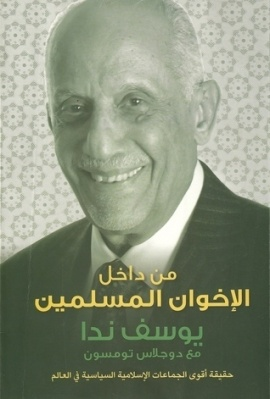 من داخل
الإخوان المسلمين
يوسف ندا
مع دوجلاس تومسون
حقيقة أقوى الجماعات الإسلامية السياسية في العالم